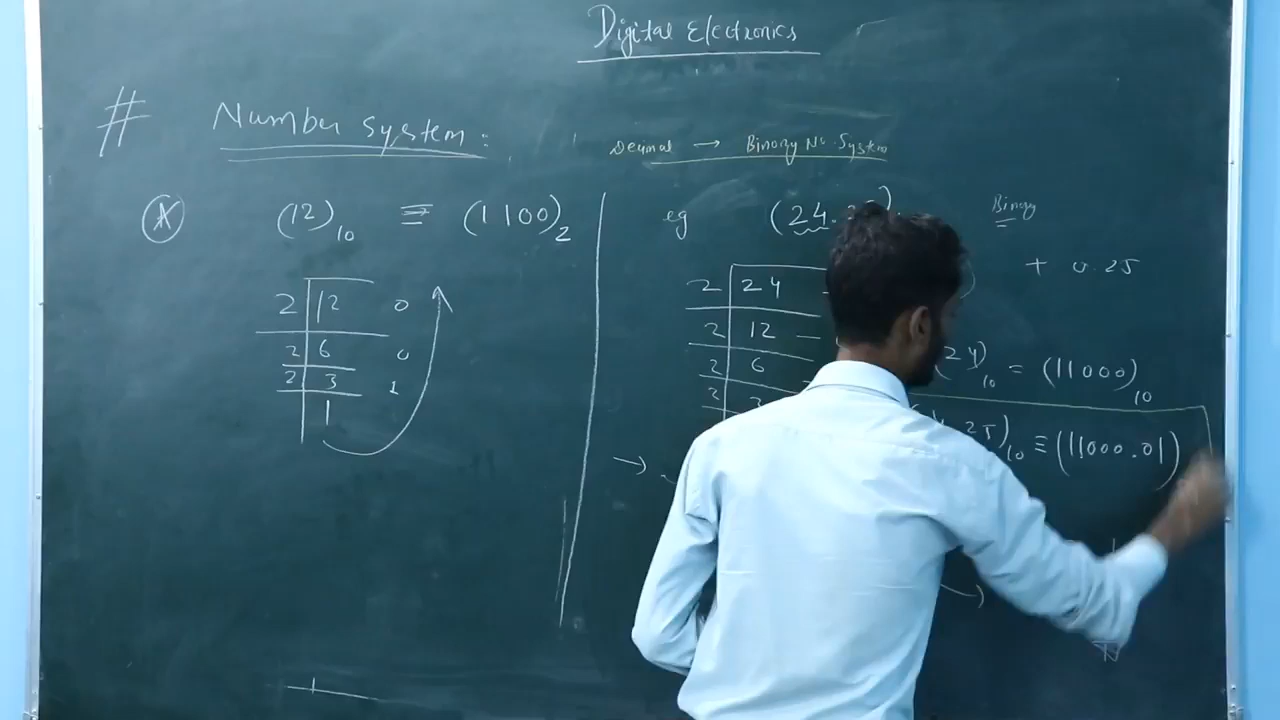 Digital Electronics
# Number System:
Decimal → Binary No. System
(A) (12)10 ≡ (1100)2
2 12 0
2 6 0
2 3 1
1
eg (24.
Binary
+ 0.25
2 24
2 12 —
2 6
2
24)10 = (11000)10
25)10 ≡ (11000.01)
→